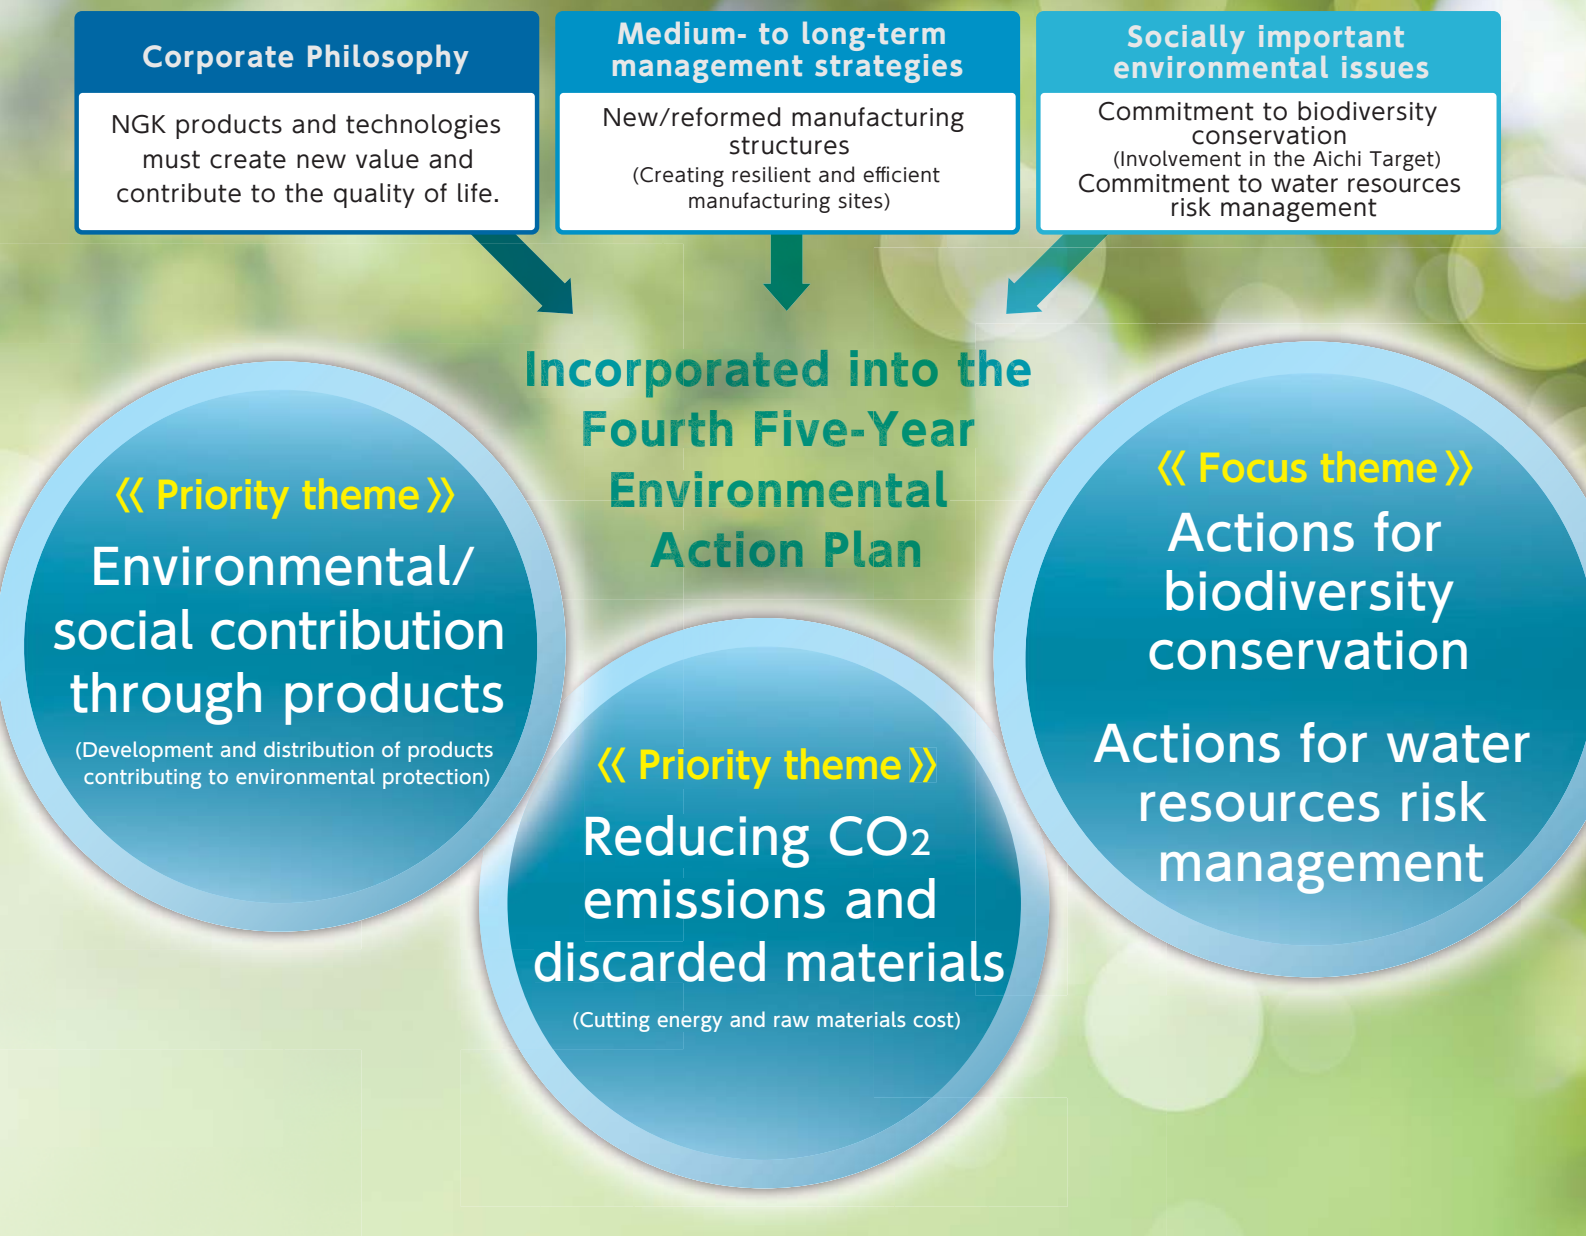 Corporate Philosophy
NGK products and technologies
must create new value and
contribute to the quality of life.
Medium- to long-term
management strategies
New/reformed manufacturing
structures
(Creating resilient and efficient
manufacturing sites)
Socially important
environmental issues
Commitment to biodiversity
conservation
(Involvement in the Aichi Target)
Commitment to water resources
risk management
Incorporated into the
Fourth Five-Year
Environmental
Action Plan
《 Priority theme 》
Environmental/
social contribution
through products
(Development and distribution of products
contributing to environmental protection)
《 Priority theme 》
Reducing CO2
emissions and
discarded materials
(Cutting energy and raw materials cost)
《 Focus theme 》
Actions for
biodiversity
conservation
Actions for water
resources risk
management